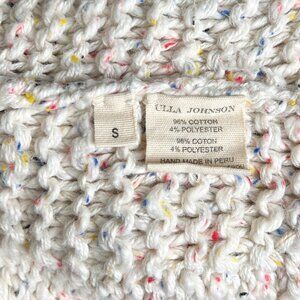 S
ULLA JOHNSON
96% COTTON
4% POLYESTER
96% COTON
4% POLYESTER
HAND MADE IN PERU